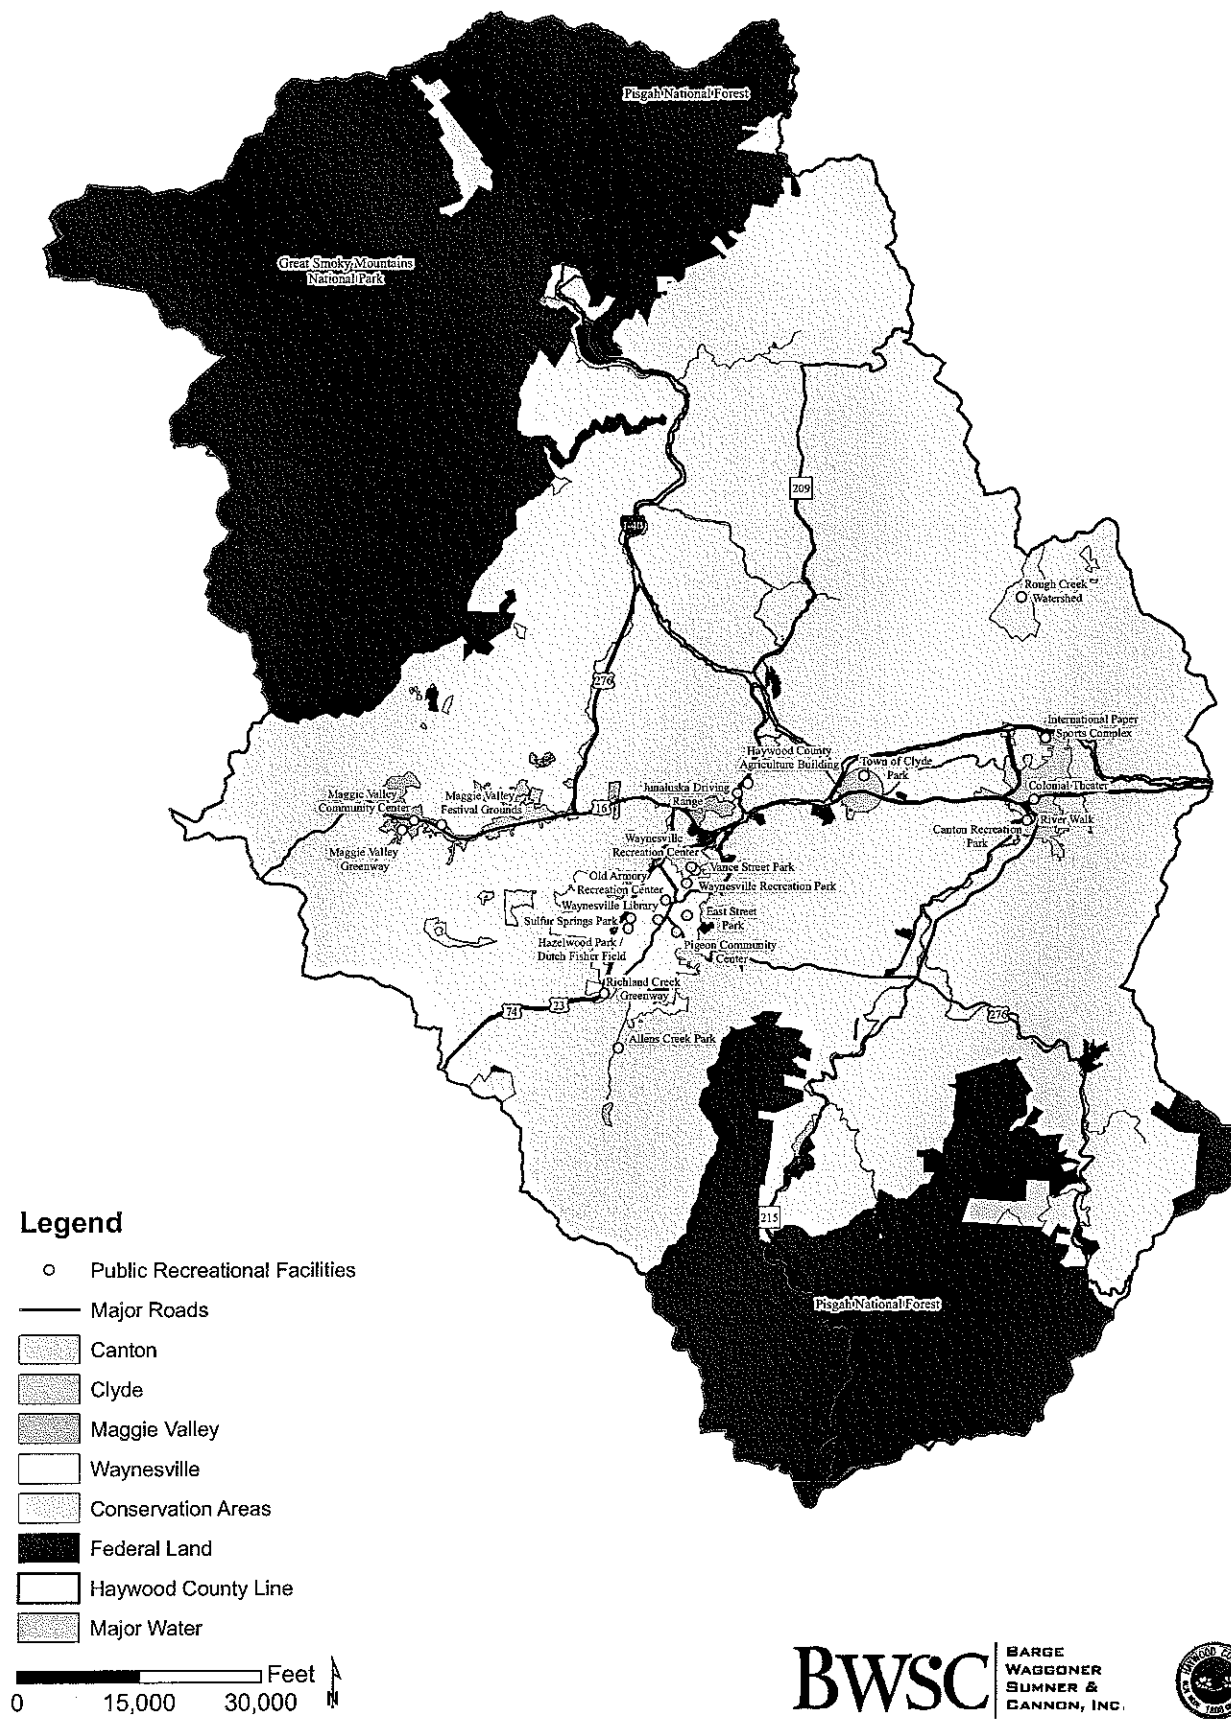 Pisgah National Forest
Great Smoky Mountains
National Park
209
I-40
Rough Creek
Watershed
276
International Paper
Sports Complex
Haywood County
Agriculture Building
Town of Clyde
Park
Maggie Valley
Community Center
Maggie Valley
Festival Grounds
Junaluska Driving
Range
Colonial Theater
Maggie Valley
Greenway
Waynesville
Recreation Center
Canton Recreation
Park
River Walk
Vance Street Park
Old Armory
Recreation Center
Waynesville Recreation Park
Waynesville Library
Sulfur Springs Park
East Street
Park
Hazelwood Park /
Dutch Fisher Field
Pigeon Community
Center
Richland Creek
Greenway
74
23
276
Allens Creek Park
215
Pisgah National Forest
Legend
Public Recreational Facilities
Major Roads
Canton
Clyde
Maggie Valley
Waynesville
Conservation Areas
Federal Land
Haywood County Line
Major Water
Feet
0 15,000 30,000
N
BWSC
BARGE
WAGGONER
SUMNER &
CANNON, INC.